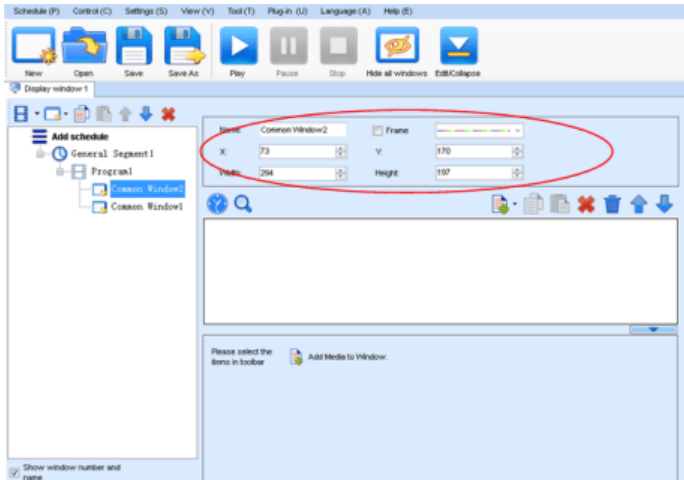 Schedule (P) Control (C) Settings (S) View (V) Tool (T) Plug-in (U) Language (A) Help (E)
New Open Save Save As Play Pause Stop Hide all windows Edit/Collapse
Display window 1
Add schedule
General Segment1
Program1
Common Window2
Common Window1
Name: Common Window2 Frame
X: 73 Y: 170
Width: 294 Height: 197
Please select the
items in toolbar
Add Media to Window.
Show window number and
name